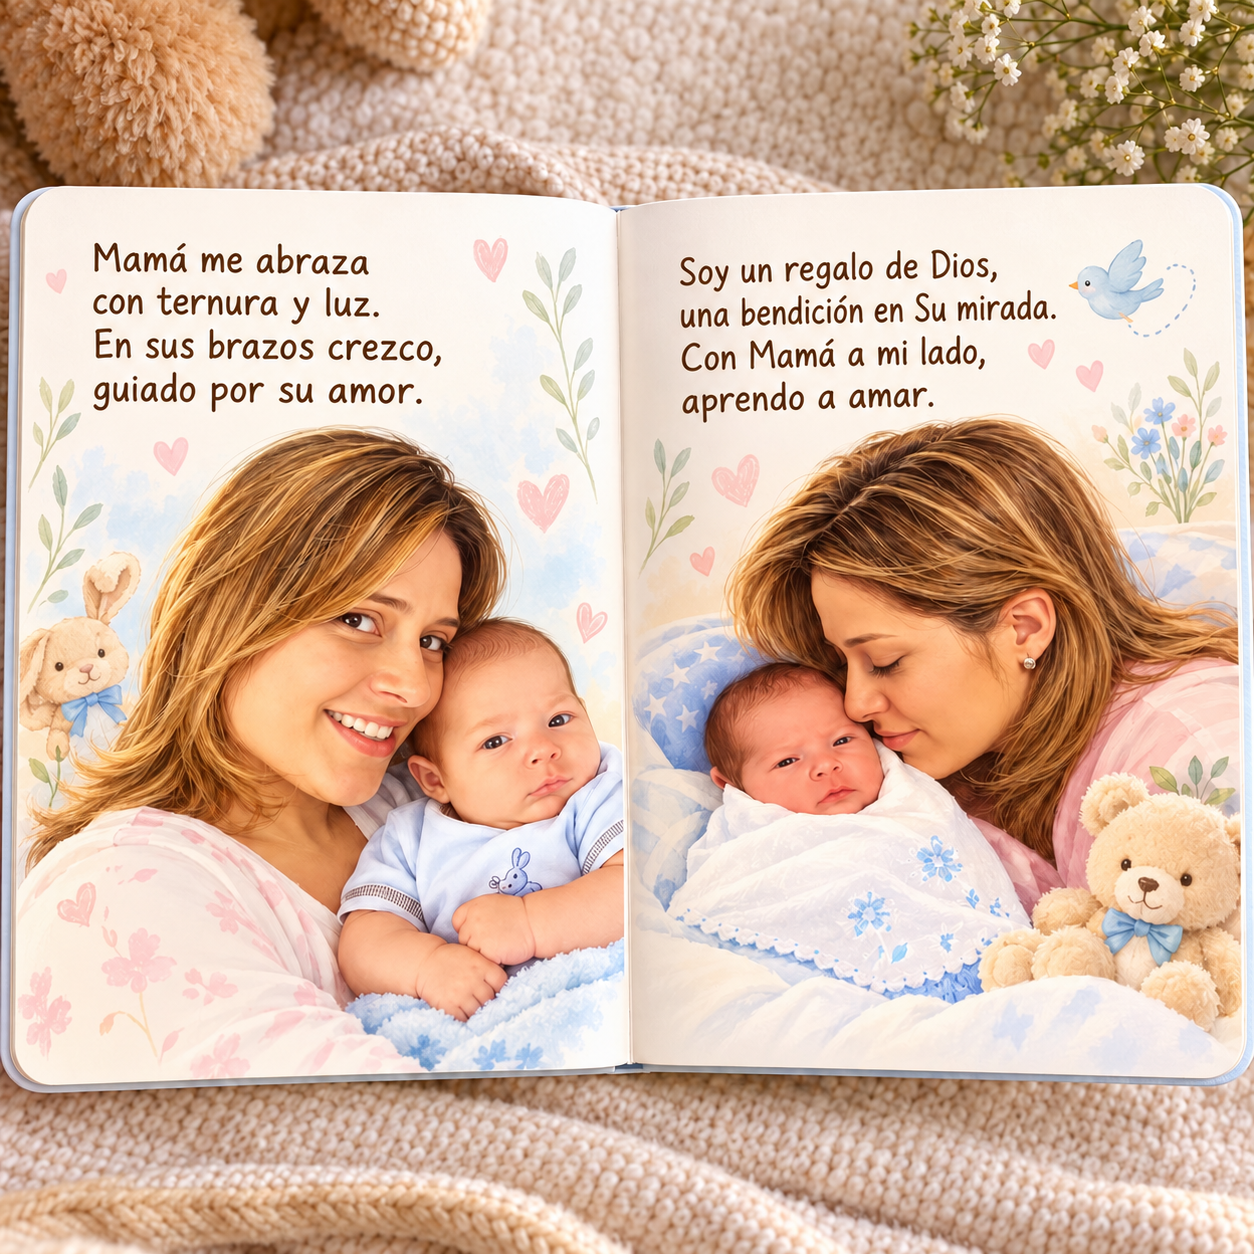 Mamá me abraza
con ternura y luz.
En sus brazos crezco,
guiado por su amor.
Soy un regalo de Dios,
una bendición en Su mirada.
Con Mamá a mi lado,
aprendo a amar.